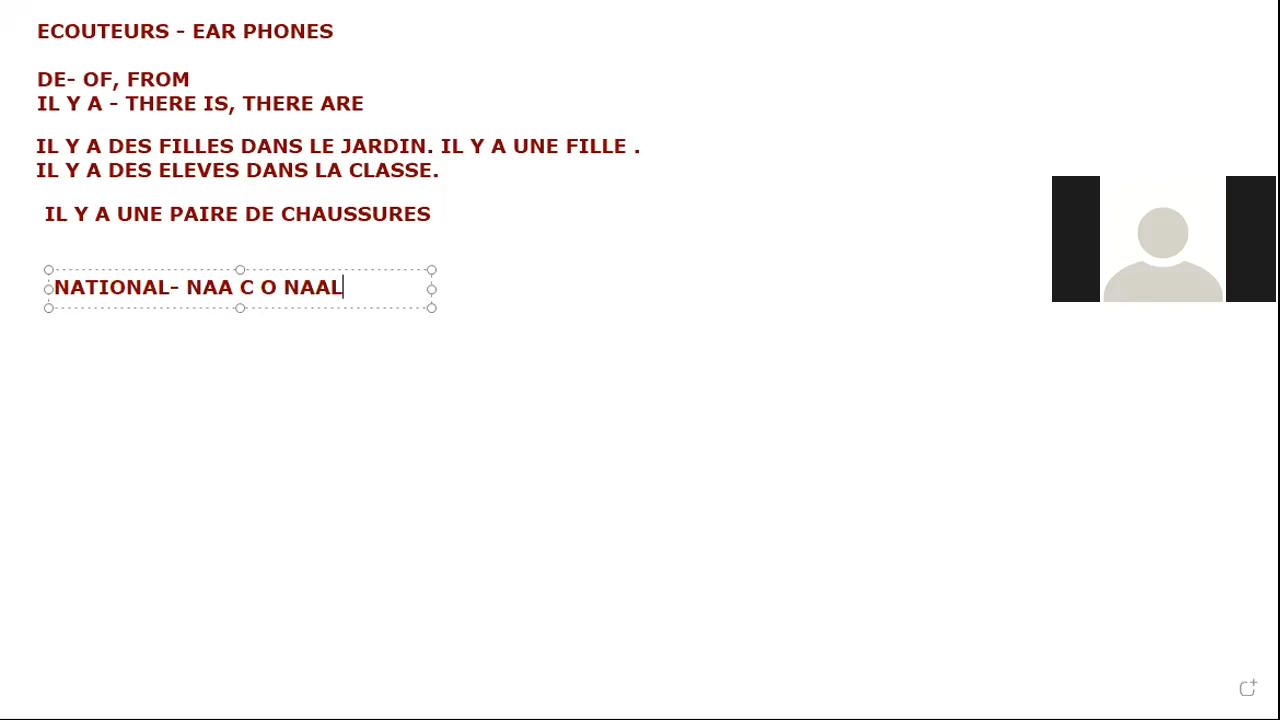 ECOUTEURS - EAR PHONES
DE- OF, FROM
IL Y A - THERE IS, THERE ARE
IL Y A DES FILLES DANS LE JARDIN. IL Y A UNE FILLE .
IL Y A DES ELEVES DANS LA CLASSE.
IL Y A UNE PAIRE DE CHAUSSURES
NATIONAL- NAA C O NAAL